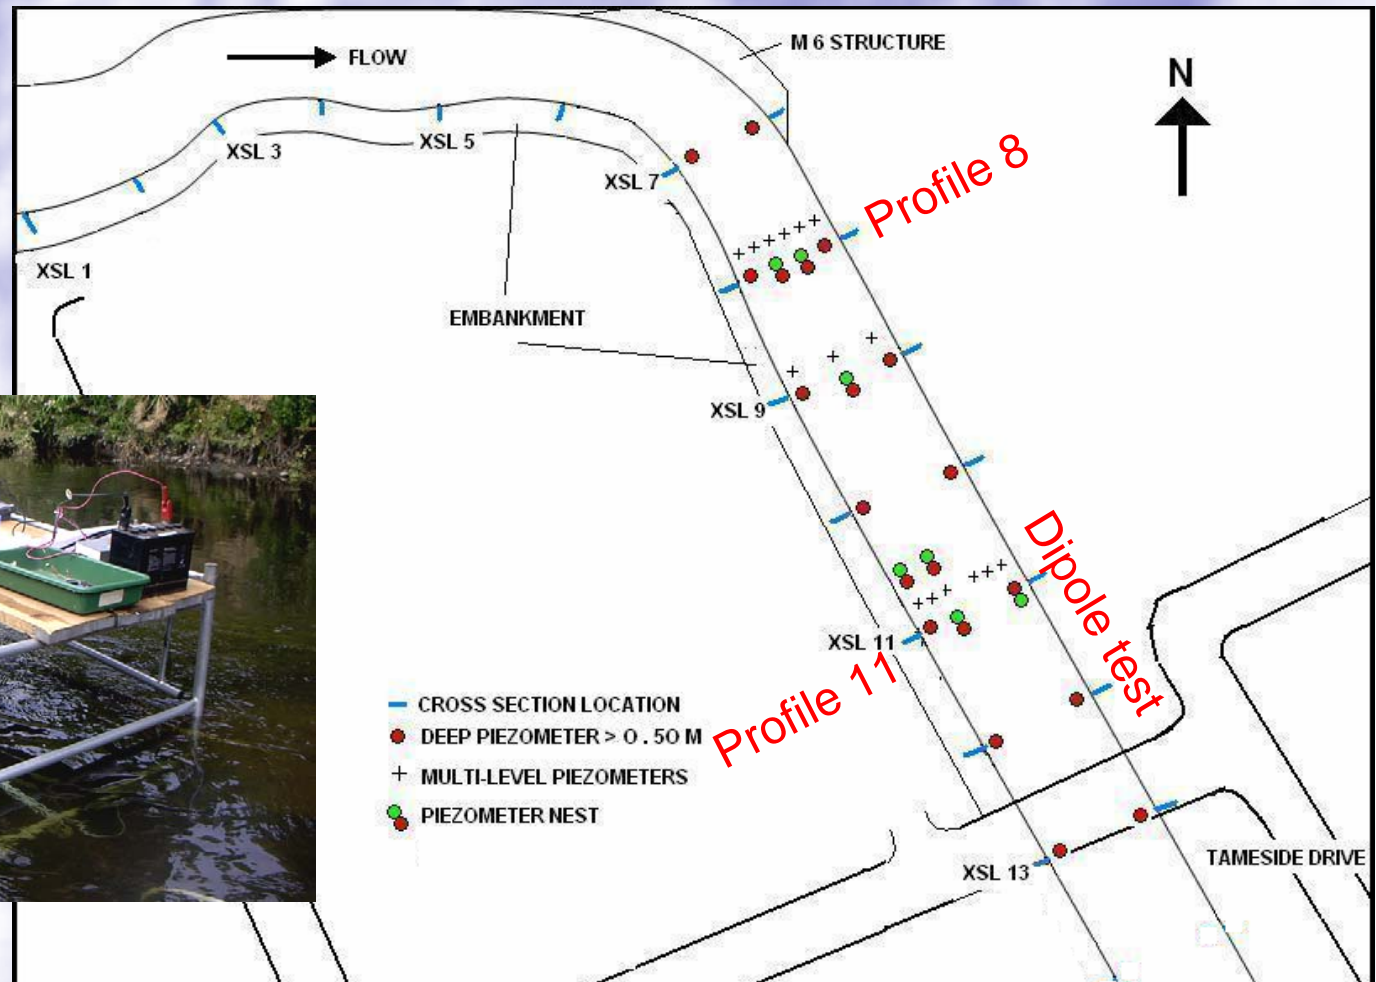 M 6 STRUCTURE
FLOW
N
Profile 8
XSL 3
XSL 5
XSL 7
XSL 1
EMBANKMENT
XSL 9
Dipole test
XSL 11
Profile 11
CROSS SECTION LOCATION
DEEP PIEZOMETER > 0 . 50 M
MULTI-LEVEL PIEZOMETERS
PIEZOMETER NEST
TAMESIDE DRIVE
XSL 13